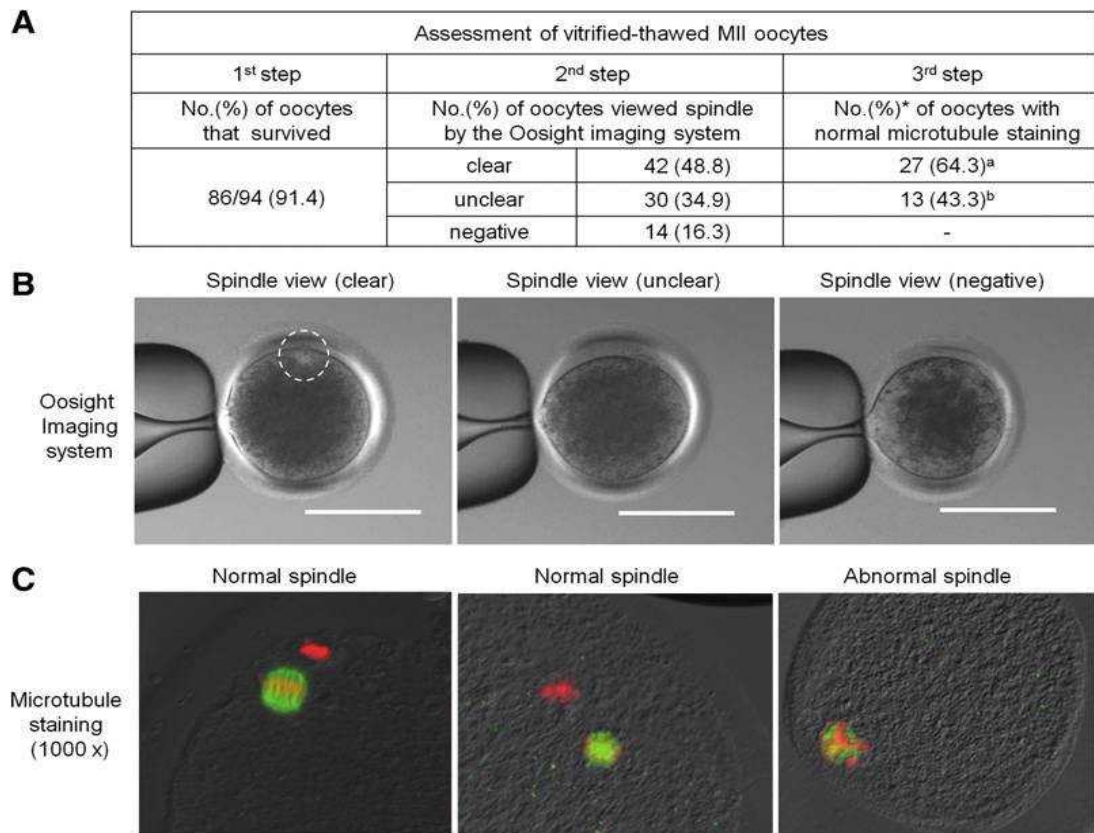 A
Assessment of vitrified-thawed MII oocytes
1st step
2nd step
3rd step
No.(%) of oocytes
that survived
No.(%) of oocytes viewed spindle
by the Oosight imaging system
No.(%)* of oocytes with
normal microtubule staining
86/94 (91.4)
clear
42 (48.8)
27 (64.3)a
unclear
30 (34.9)
13 (43.3)b
negative
14 (16.3)
-
B
Spindle view (clear)
Spindle view (unclear)
Spindle view (negative)
Oosight
Imaging
system
C
Normal spindle
Normal spindle
Abnormal spindle
Microtubule
staining
(1000 x)